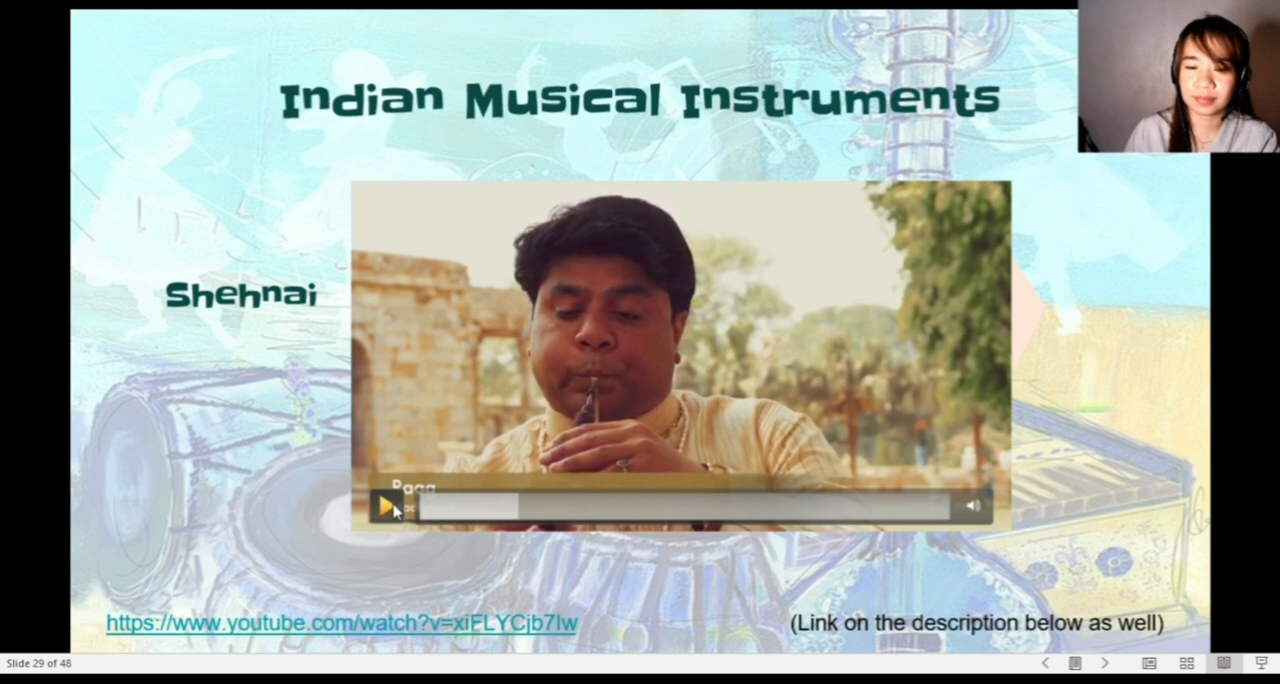 Indian Musical Instruments
Shehnai
Raga
https://www.youtube.com/watch?v=xiFLYCjb7Iw
(Link on the description below as well)
Slide 29 of 48